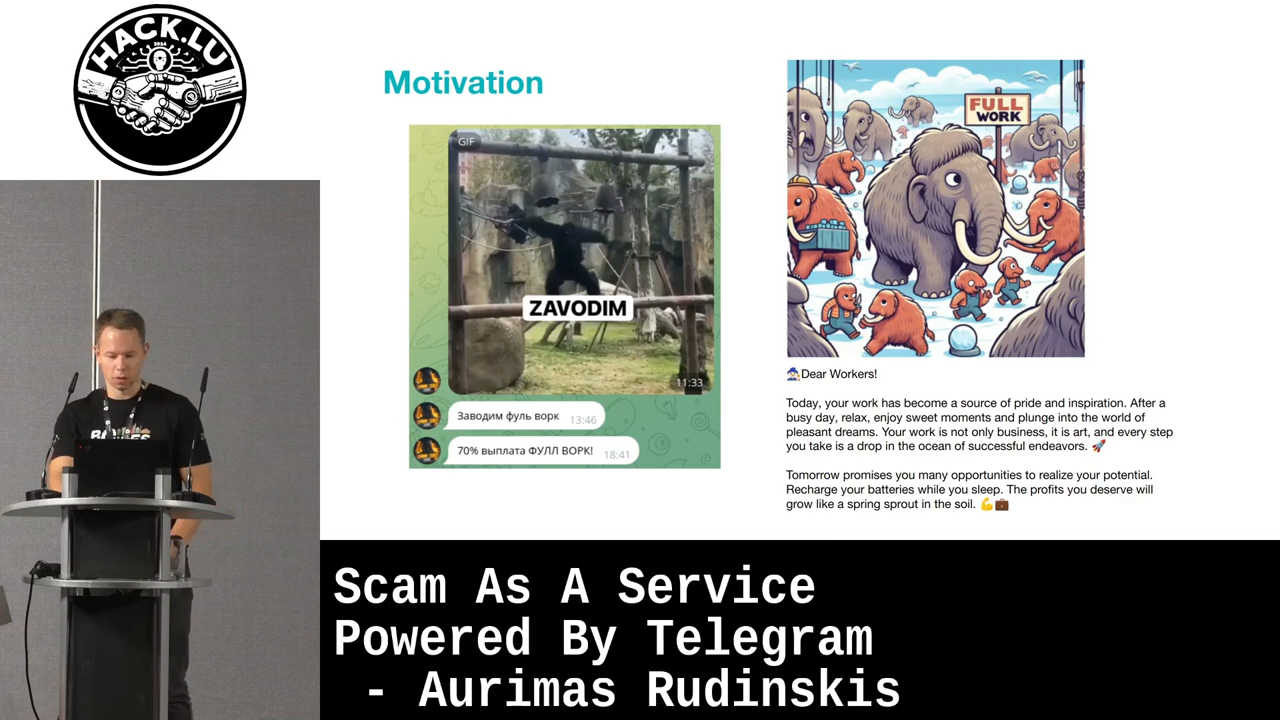 HACK.LU
2024
Motivation
GIF
ZAVODIM
11:33
Заводим фуль ворк 13:46
70% выплата ФУЛЛ ВОРК! 18:41
FULL
WORK
🧙‍♂️Dear Workers!
Today, your work has become a source of pride and inspiration. After a
busy day, relax, enjoy sweet moments and plunge into the world of
pleasant dreams. Your work is not only business, it is art, and every step
you take is a drop in the ocean of successful endeavors. 🚀
Tomorrow promises you many opportunities to realize your potential.
Recharge your batteries while you sleep. The profits you deserve will
grow like a spring sprout in the soil. 💪💼
Scam As A Service
Powered By Telegram
- Aurimas Rudinskis